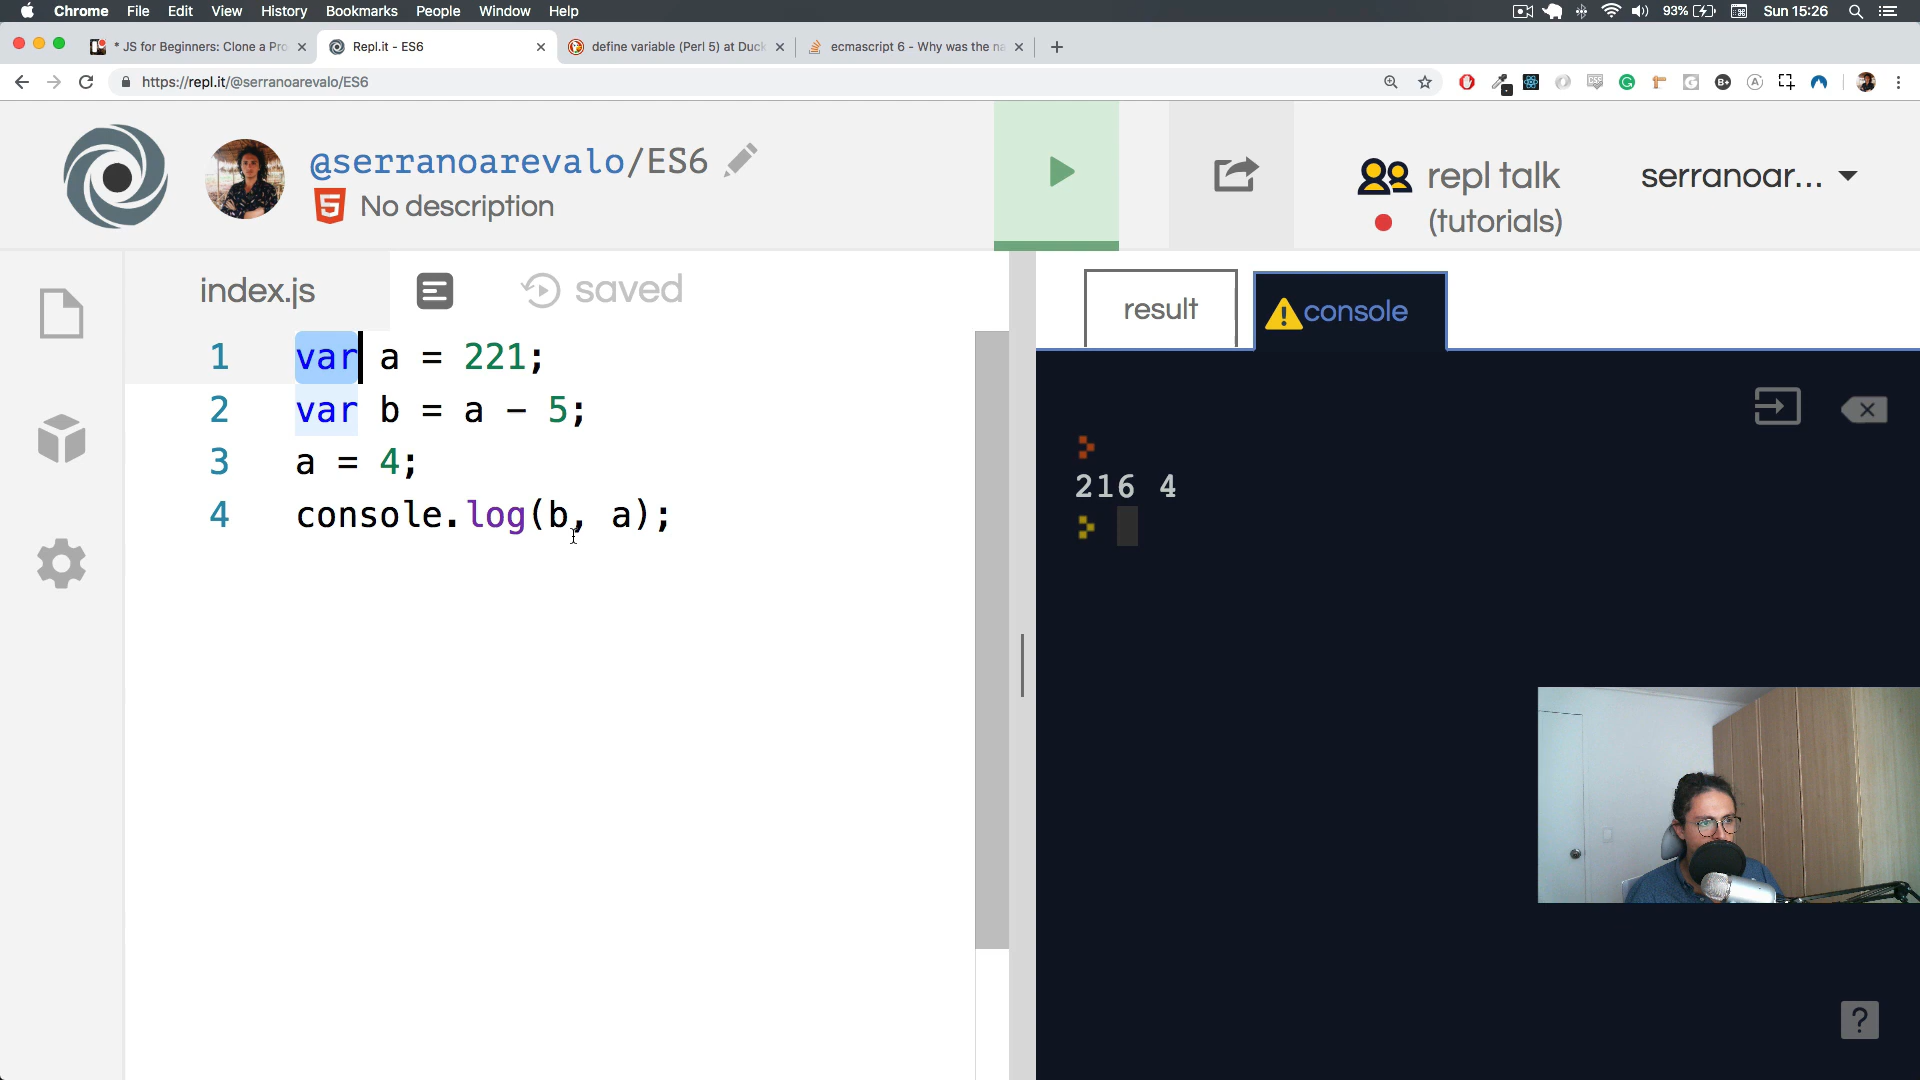 Chrome File Edit View History Bookmarks People Window Help 93% Sun 15:26
* JS for Beginners: Clone a Pro Repl.it - ES6 define variable (Perl 5) at Duck ecmascript 6 - Why was the na
https://repl.it/@serranoarevalo/ES6
@serranoarevalo/ES6
No description
repl talk
(tutorials)
serranoar...
index.js
saved
result
console
1 var a = 221;
2 var b = a - 5;
3 a = 4;
4 console.log(b, a);
216 4
?